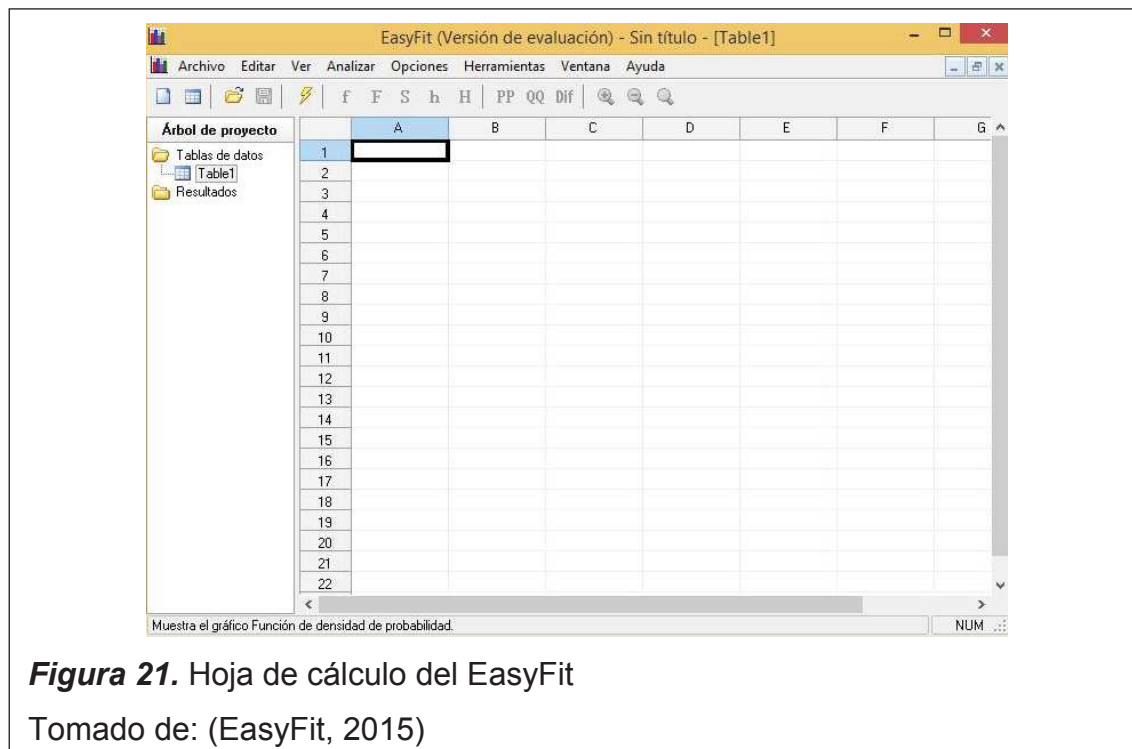 EasyFit (Versión de evaluación) - Sin título - [Table1]
Archivo Editar Ver Analizar Opciones Herramientas Ventana Ayuda
f F S h H PP QQ Dif
Árbol de proyecto
Tablas de datos
Table1
Resultados
A B C D E F G
1
2
3
4
5
6
7
8
9
10
11
12
13
14
15
16
17
18
19
20
21
22
Muestra el gráfico Función de densidad de probabilidad. NUM
Figura 21. Hoja de cálculo del EasyFit
Tomado de: (EasyFit, 2015)